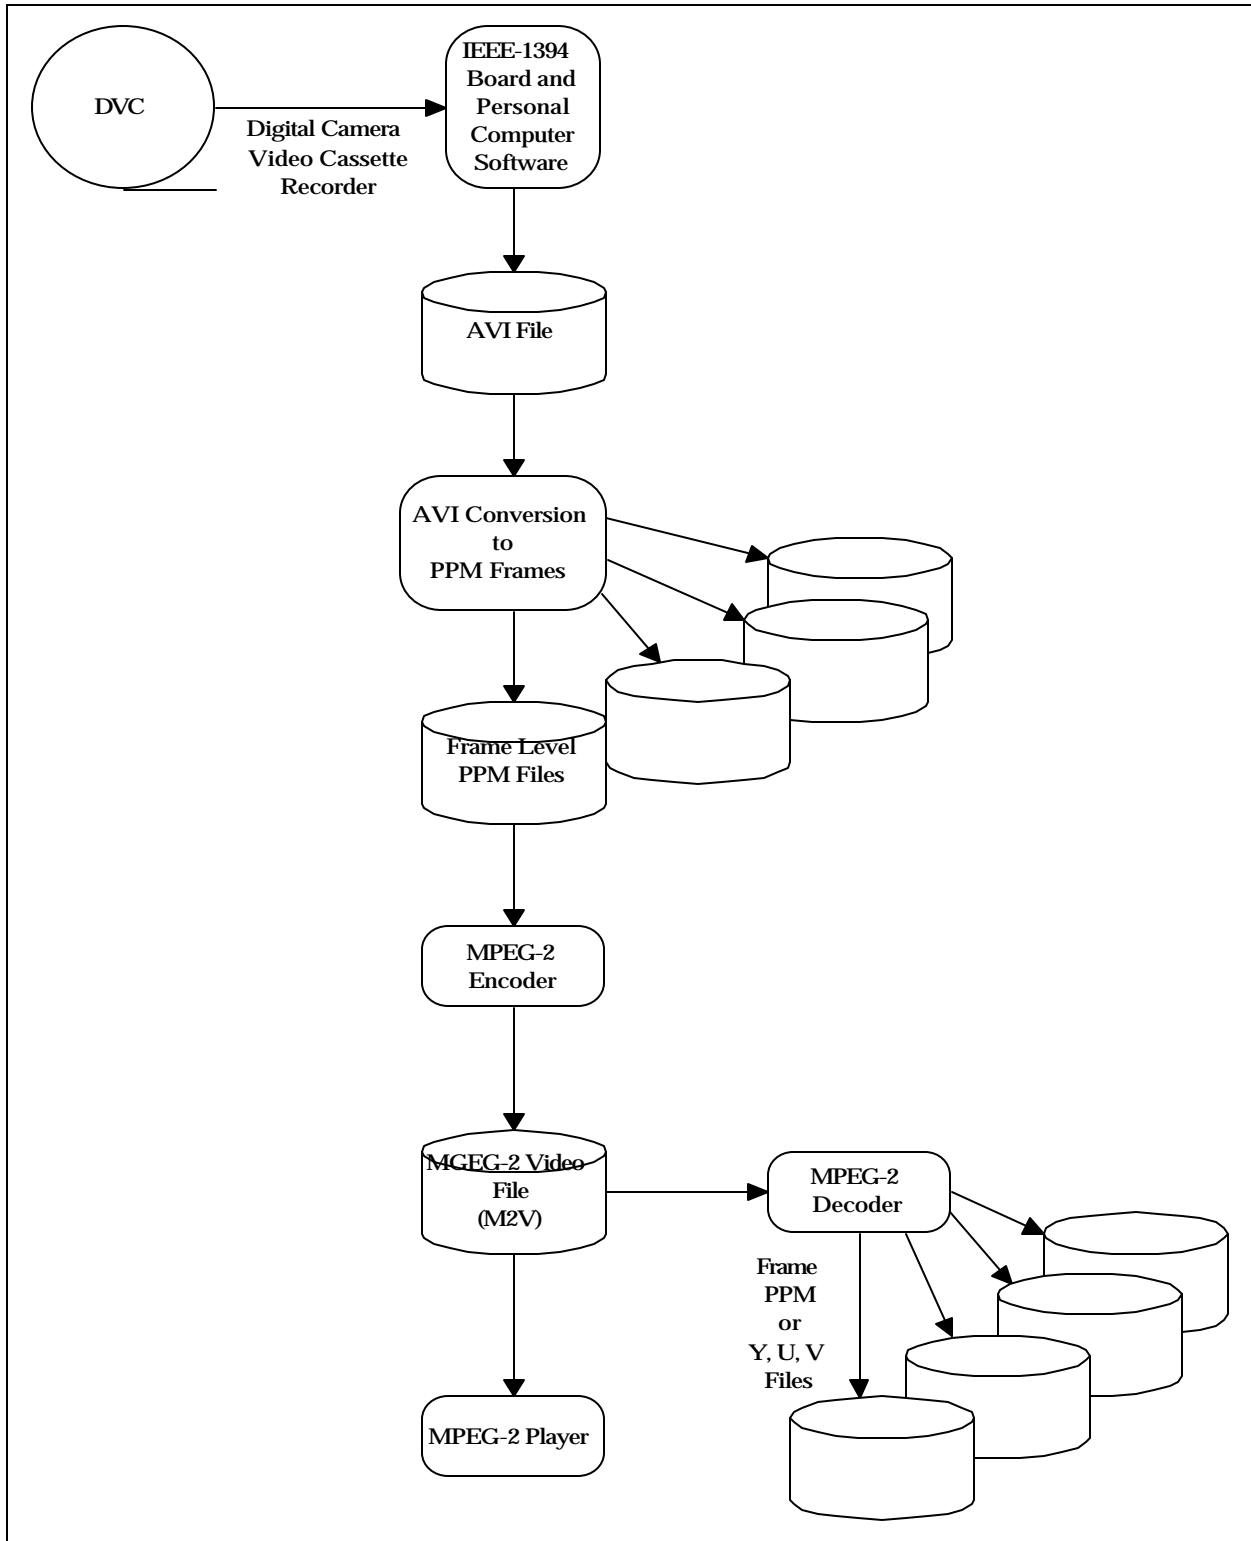 DVC
Digital Camera
Video Cassette
Recorder
IEEE-1394
Board and
Personal
Computer
Software
AVI File
AVI Conversion
to
PPM Frames
Frame Level
PPM Files
MPEG-2
Encoder
MGEG-2 Video
File
(M2V)
MPEG-2
Decoder
Frame
PPM
or
Y, U, V
Files
MPEG-2 Player